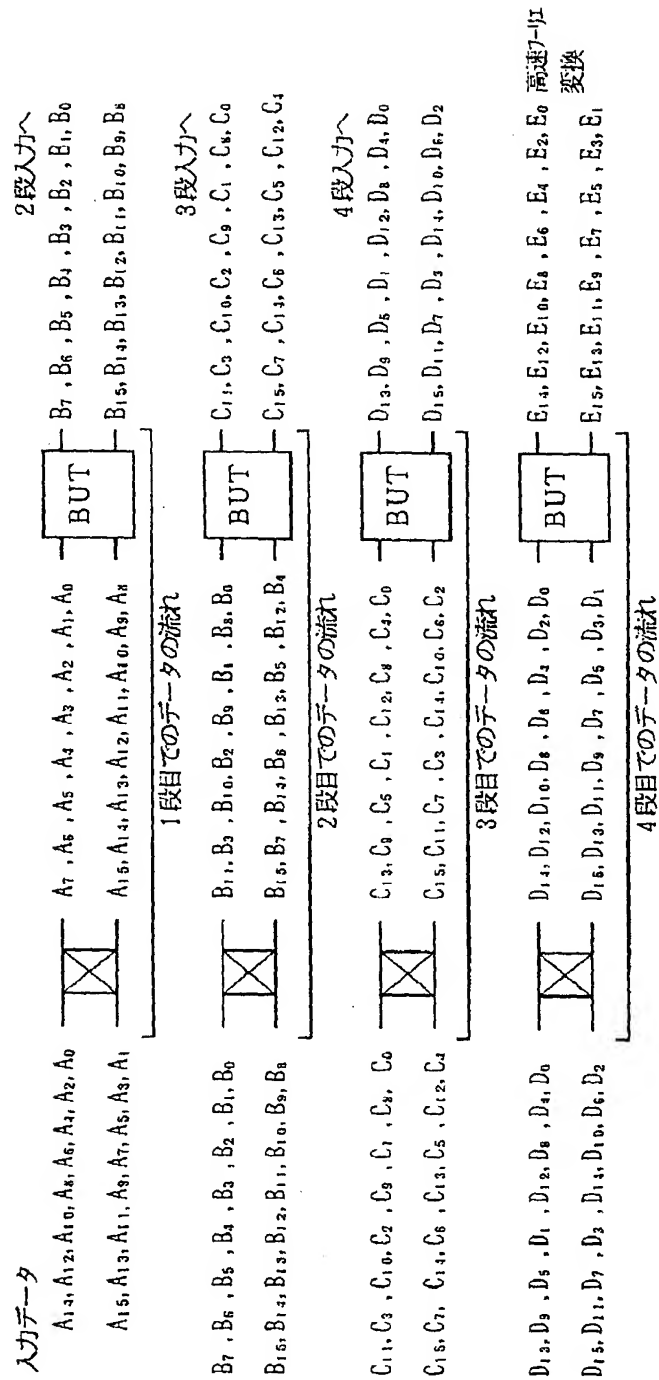 入力データ
A14, A12, A10, A8, A6, A4, A2, A0
A15, A13, A11, A9, A7, A5, A3, A1
A7, A6, A5, A4, A3, A2, A1, A0
A15, A14, A13, A12, A11, A10, A9, A8
BUT
2段入力へ
B7, B6, B5, B4, B3, B2, B1, B0
B15, B14, B13, B12, B11, B10, B9, B8
1段目でのデータの流れ
B7, B6, B5, B4, B3, B2, B1, B0
B15, B14, B13, B12, B11, B10, B9, B8
B11, B3, B10, B2, B9, B1, B8, B0
B15, B7, B14, B6, B13, B5, B12, B4
BUT
3段入力へ
C11, C3, C10, C2, C9, C1, C8, C0
C15, C7, C14, C6, C13, C5, C12, C4
2段目でのデータの流れ
C11, C3, C10, C2, C9, C1, C8, C0
C15, C7, C14, C6, C13, C5, C12, C4
C13, C9, C5, C1, C12, C8, C4, C0
C15, C11, C7, C3, C14, C10, C6, C2
BUT
4段入力へ
D13, D9, D5, D1, D12, D8, D4, D0
D15, D11, D7, D3, D14, D10, D6, D2
3段目でのデータの流れ
D13, D9, D5, D1, D12, D8, D4, D0
D15, D11, D7, D3, D14, D10, D6, D2
D14, D12, D10, D8, D6, D4, D2, D0
D15, D13, D11, D9, D7, D5, D3, D1
BUT
E14, E12, E10, E8, E6, E4, E2, E0
E15, E13, E11, E9, E7, E5, E3, E1
高速フーリエ
変換
4段目でのデータの流れ